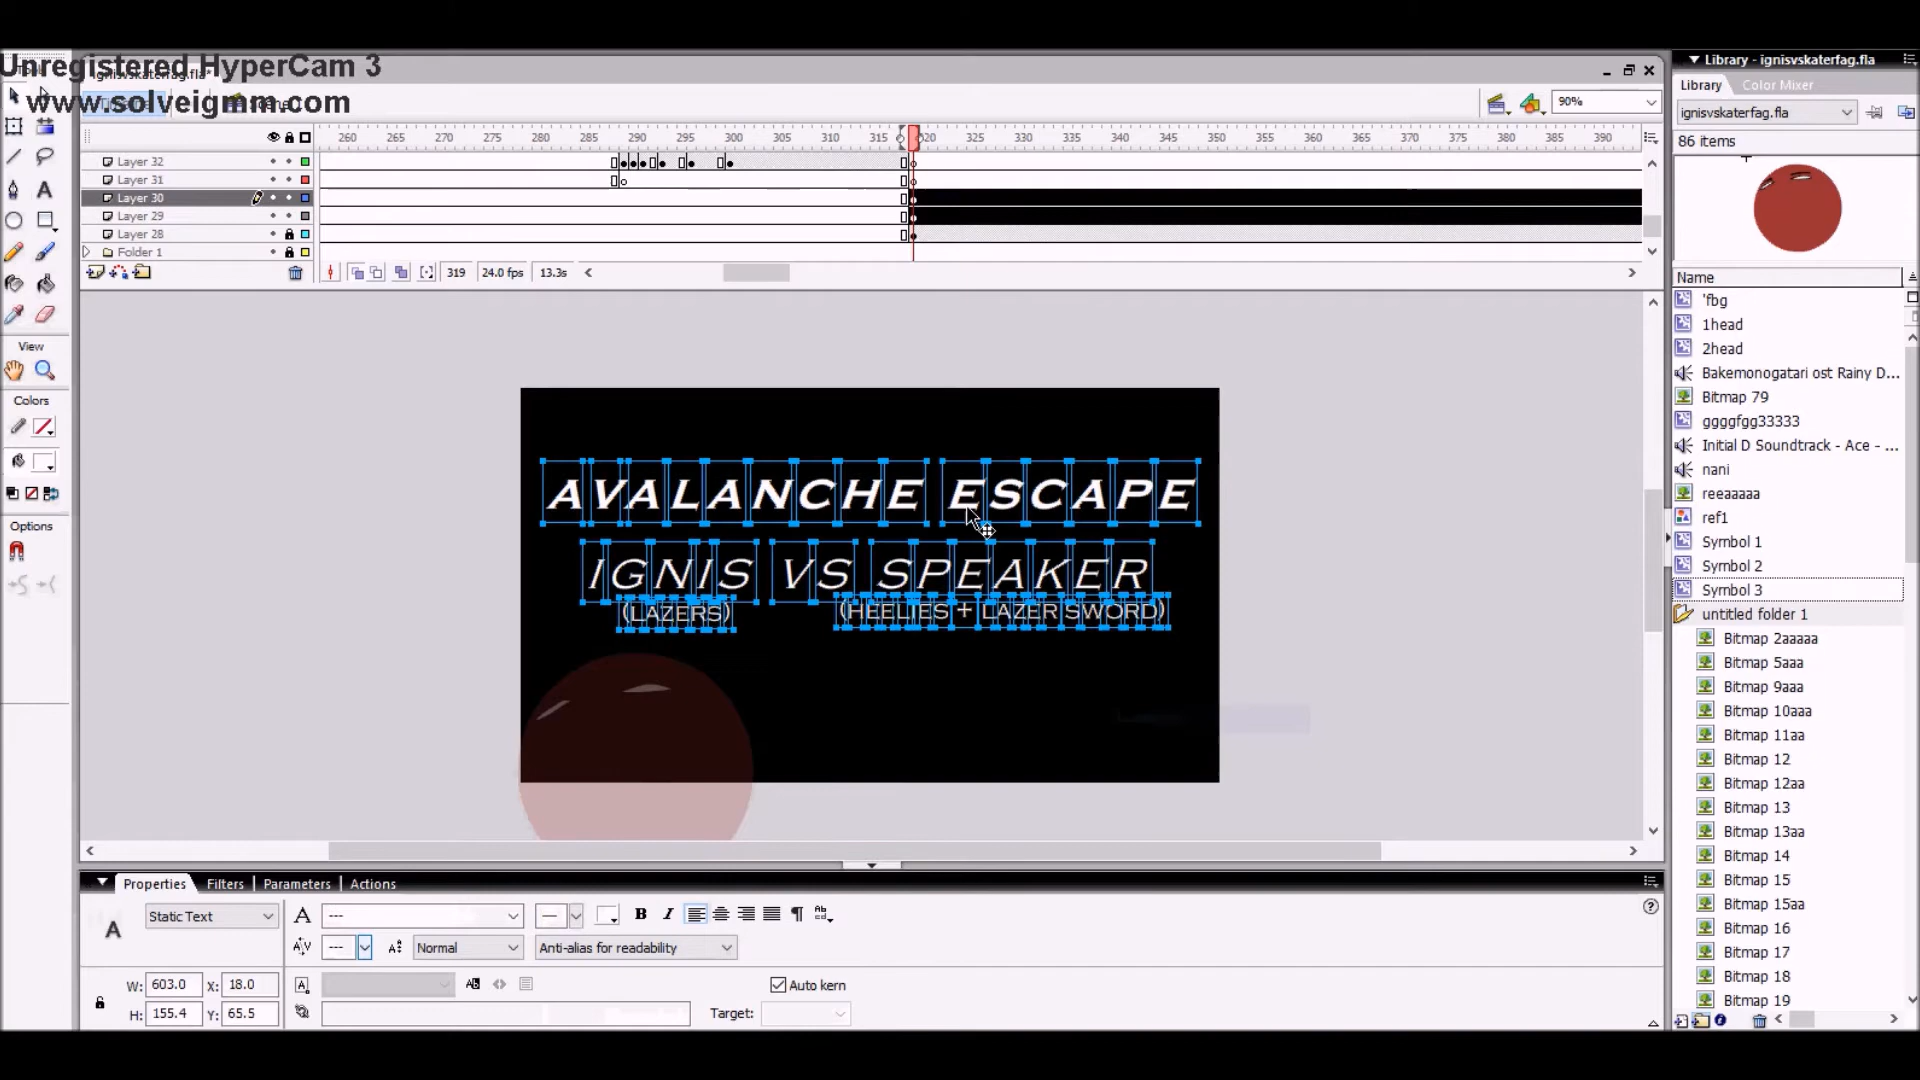 Unregistered HyperCam 3
www.solveigmm.com
Library - ignisvskaterfag.fla
Library Color Mixer
ignisvskaterfag.fla
86 items
90%
260 265 270 275 280 285 290 295 300 305 310 315 320 325 330 335 340 345 350 355 360 365 370 375 380 385 390
Layer 32
Layer 31
Layer 30
Layer 29
Layer 28
Folder 1
319 24.0 fps 13.3s
View
Colors
Options
AVALANCHE ESCAPE
IGNIS VS SPEAKER
(LAZERS) (HEELIES + LAZER SWORD)
Name
'fbg
1head
2head
Bakemonogatari ost Rainy D...
Bitmap 79
ggggfgg33333
Initial D Soundtrack - Ace - ...
nani
reeaaaaa
ref1
Symbol 1
Symbol 2
Symbol 3
untitled folder 1
Bitmap 2aaaaa
Bitmap 5aaa
Bitmap 9aaa
Bitmap 10aaa
Bitmap 11aa
Bitmap 12
Bitmap 12aa
Bitmap 13
Bitmap 13aa
Bitmap 14
Bitmap 15
Bitmap 15aa
Bitmap 16
Bitmap 17
Bitmap 18
Bitmap 19
Properties Filters Parameters Actions
Static Text A --- B I
A --- Normal Anti-alias for readability
W: 603.0 X: 18.0 Auto kern
H: 155.4 Y: 65.5 Target: